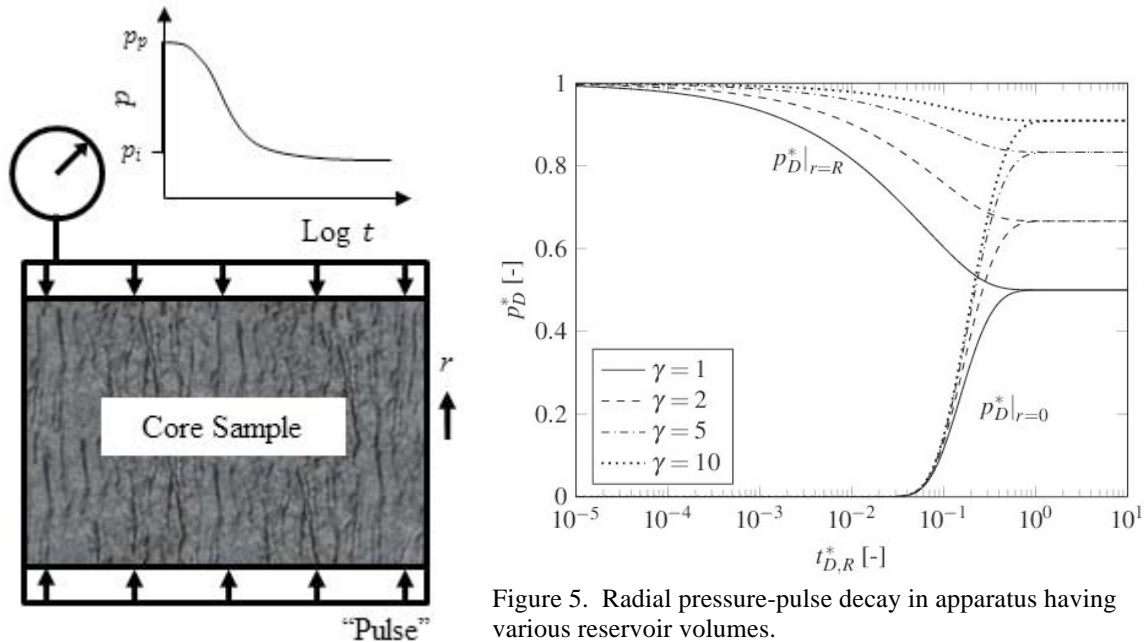 p_p
p
p_i
Log t
Core Sample
r
"Pulse"
1
0.8
0.6
0.4
0.2
0
p*_D [-]
p*_D|r=R
p*_D|r=0
γ = 1
γ = 2
γ = 5
γ = 10
10^-5 10^-4 10^-3 10^-2 10^-1 10^0 10^1
t*_D,R [-]
Figure 5. Radial pressure-pulse decay in apparatus having
various reservoir volumes.